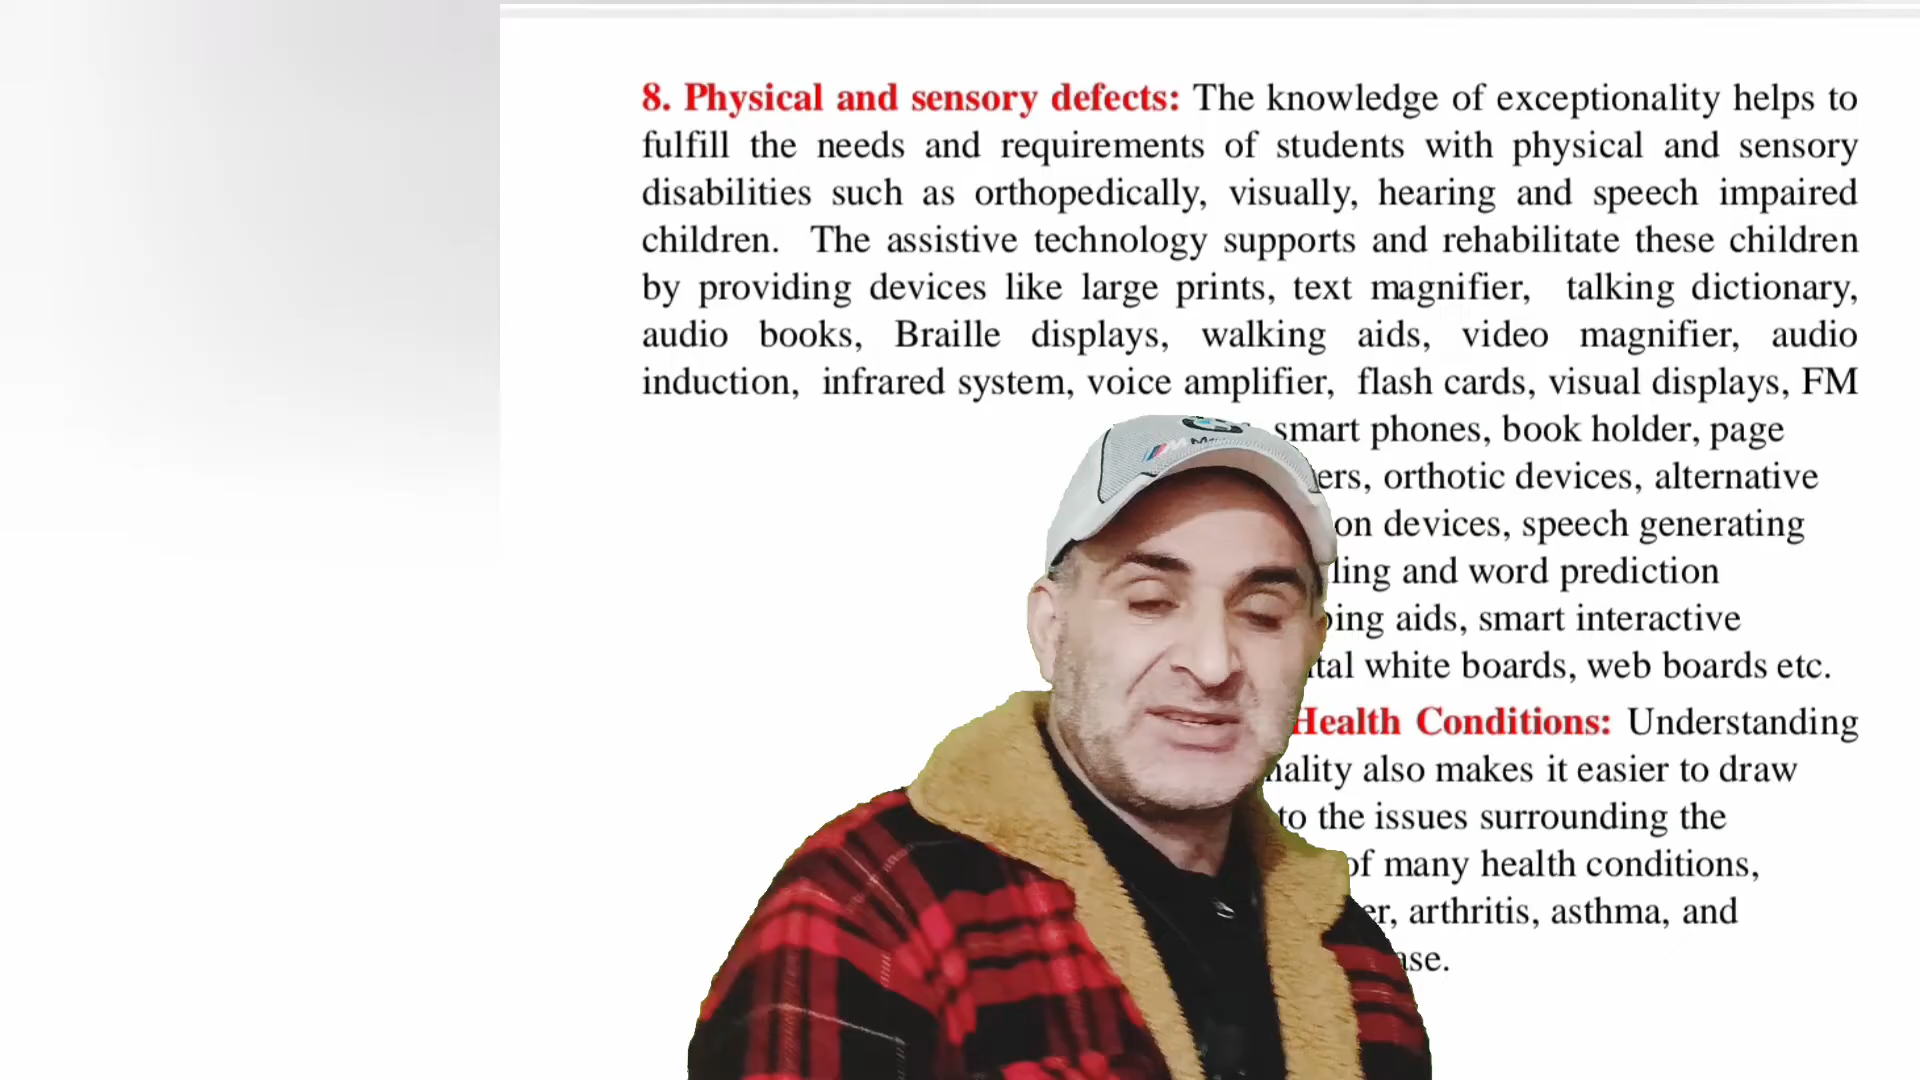 8. Physical and sensory defects: The knowledge of exceptionality helps to
fulfill the needs and requirements of students with physical and sensory
disabilities such as orthopedically, visually, hearing and speech impaired
children. The assistive technology supports and rehabilitate these children
by providing devices like large prints, text magnifier, talking dictionary,
audio books, Braille displays, walking aids, video magnifier, audio
induction, infrared system, voice amplifier, flash cards, visual displays, FM
smart phones, book holder, page
orthotic devices, alternative
devices, speech generating
and word prediction
aids, smart interactive
white boards, web boards etc.
Health Conditions: Understanding
also makes it easier to draw
to the issues surrounding the
of many health conditions,
arthritis, asthma, and